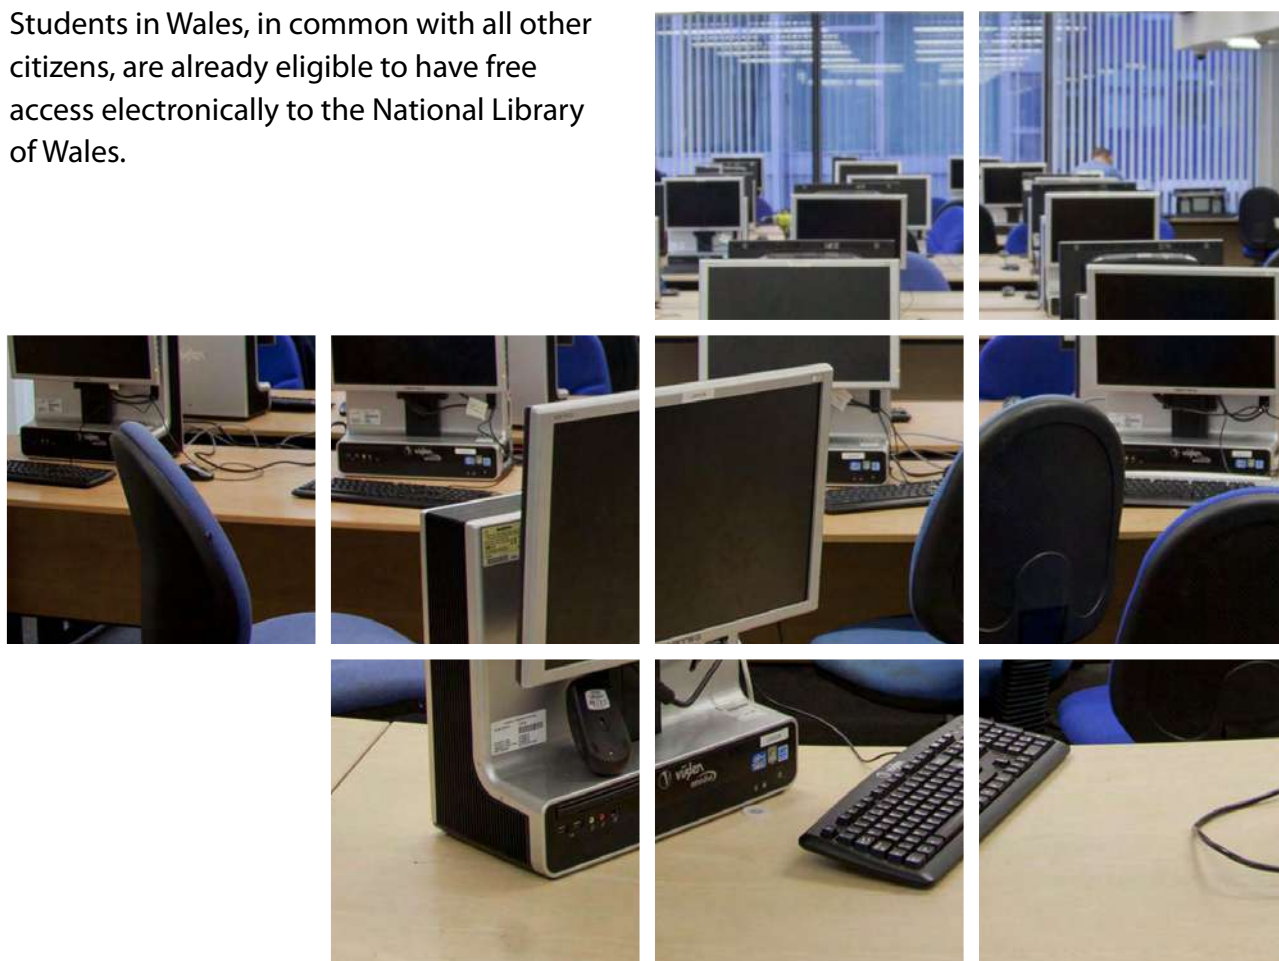 Students in Wales, in common with all other
citizens, are already eligible to have free
access electronically to the National Library
of Wales.
viglen